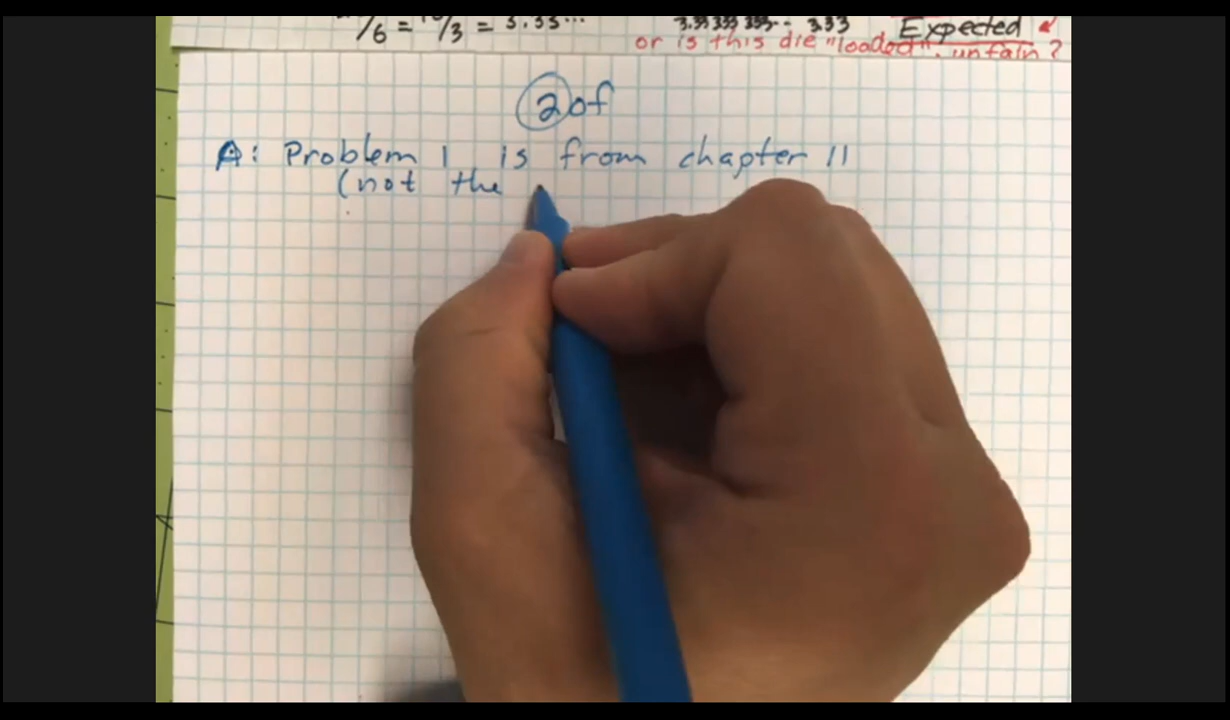 /6 = 10/3 = 3.33... 3.33 Expected
or is this die "loaded", unfair?
2 of
A: Problem 1 is from chapter 11
(not the